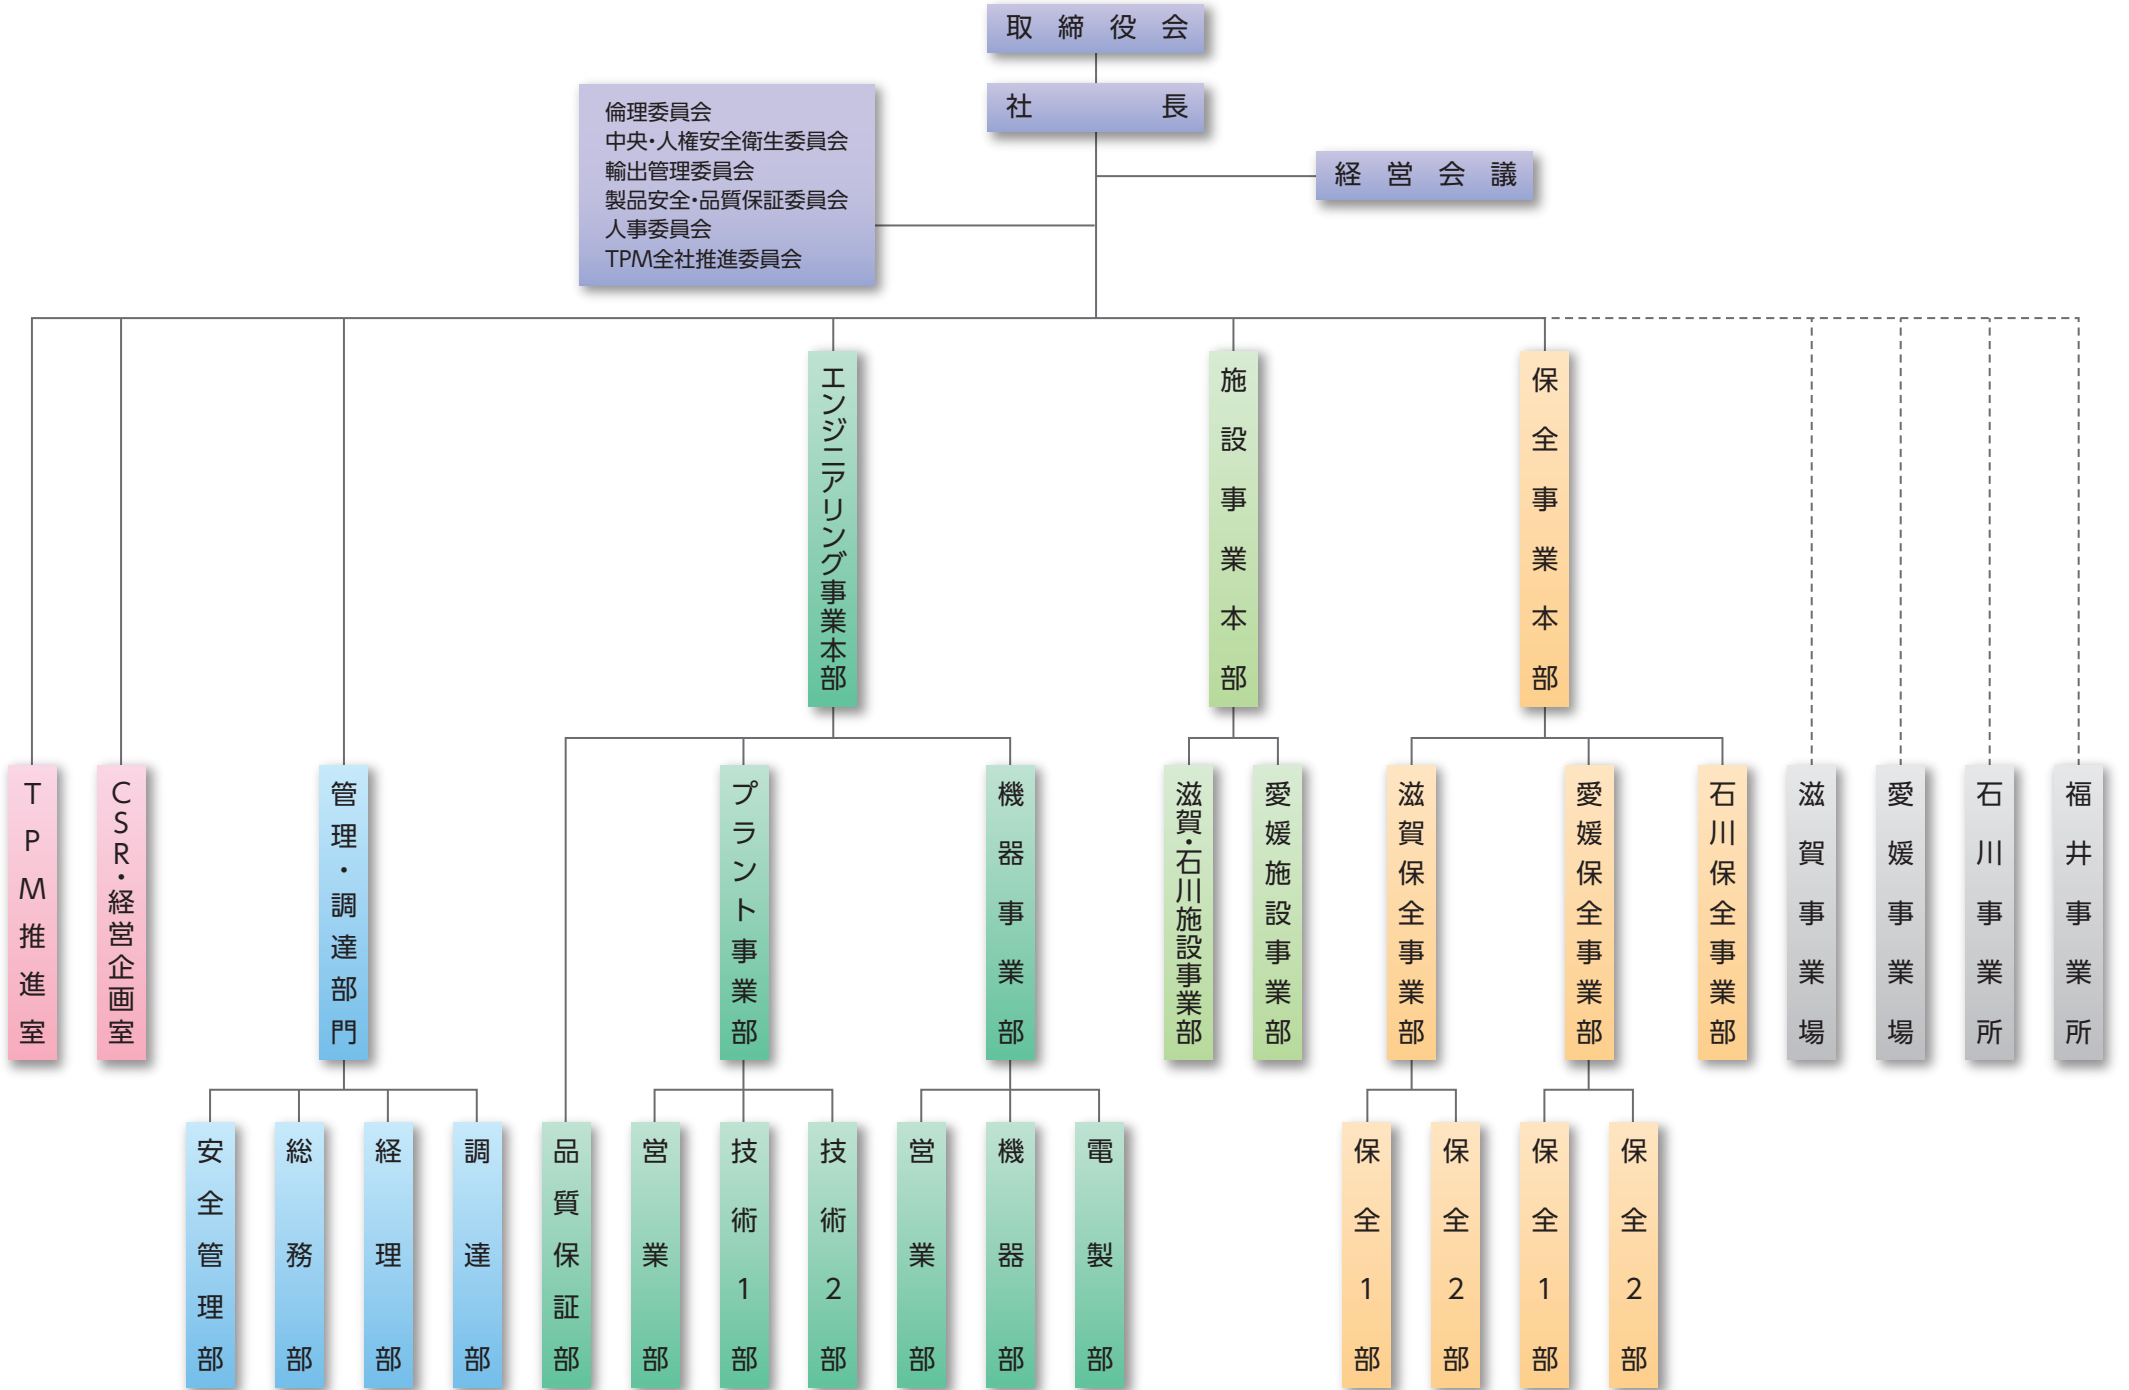 取締役会
社長
経営会議
倫理委員会
中央・人権安全衛生委員会
輸出管理委員会
製品安全・品質保証委員会
人事委員会
TPM全社推進委員会
エンジニアリング事業本部
施設事業本部
保全事業本部
TPM推進室
CSR・経営企画室
管理・調達部門
プラント事業部
機器事業部
滋賀・石川施設事業部
愛媛施設事業部
滋賀保全事業部
愛媛保全事業部
石川保全事業部
滋賀事業場
愛媛事業場
石川事業所
福井事業所
安全管理部
総務部
経理部
調達部
品質保証部
営業部
技術1部
技術2部
営業部
機器部
電製部
保全1部
保全2部
保全1部
保全2部